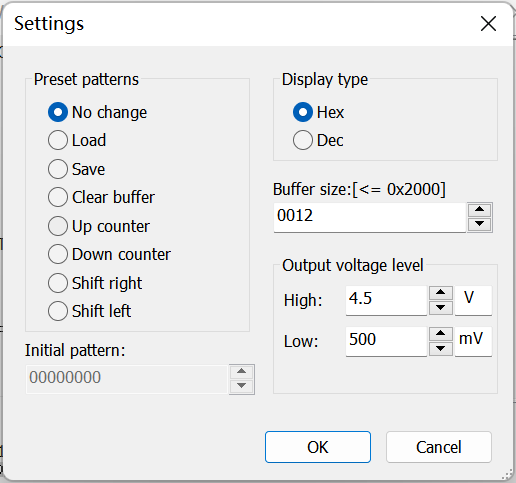 Settings
Preset patterns
No change
Load
Save
Clear buffer
Up counter
Down counter
Shift right
Shift left
Initial pattern:
00000000
Display type
Hex
Dec
Buffer size:[<= 0x2000]
0012
Output voltage level
High: 4.5 V
Low: 500 mV
OK Cancel